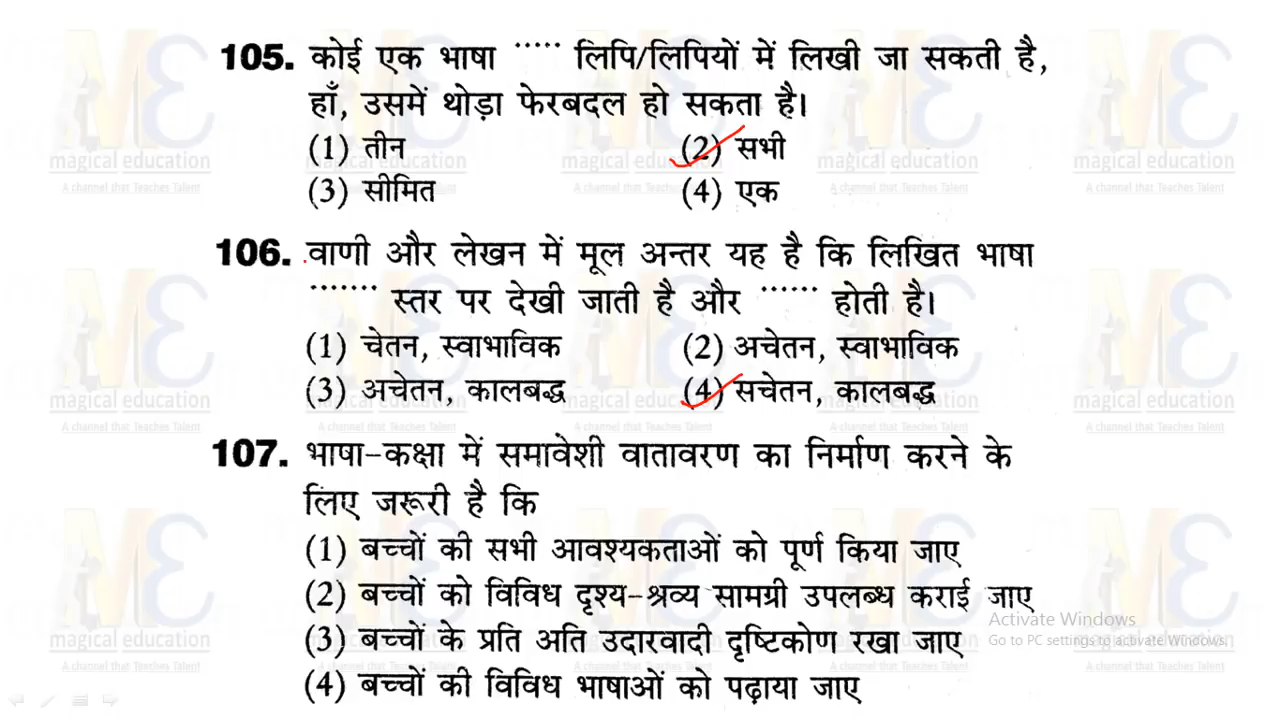 105. कोई एक भाषा ..... लिपि/लिपियों में लिखी जा सकती है,
हाँ, उसमें थोड़ा फेरबदल हो सकता है।
(1) तीन (2) सभी
(3) सीमित (4) एक
106. वाणी और लेखन में मूल अन्तर यह है कि लिखित भाषा
....... स्तर पर देखी जाती है और ...... होती है।
(1) चेतन, स्वाभाविक (2) अचेतन, स्वाभाविक
(3) अचेतन, कालबद्ध (4) सचेतन, कालबद्ध
107. भाषा-कक्षा में समावेशी वातावरण का निर्माण करने के
लिए जरूरी है कि
(1) बच्चों की सभी आवश्यकताओं को पूर्ण किया जाए
(2) बच्चों को विविध दृश्य-श्रव्य सामग्री उपलब्ध कराई जाए
(3) बच्चों के प्रति अति उदारवादी दृष्टिकोण रखा जाए
(4) बच्चों की विविध भाषाओं को पढ़ाया जाए
Activate Windows
Go to PC settings to activate Windows.
magical education
A channel that Teaches Talent